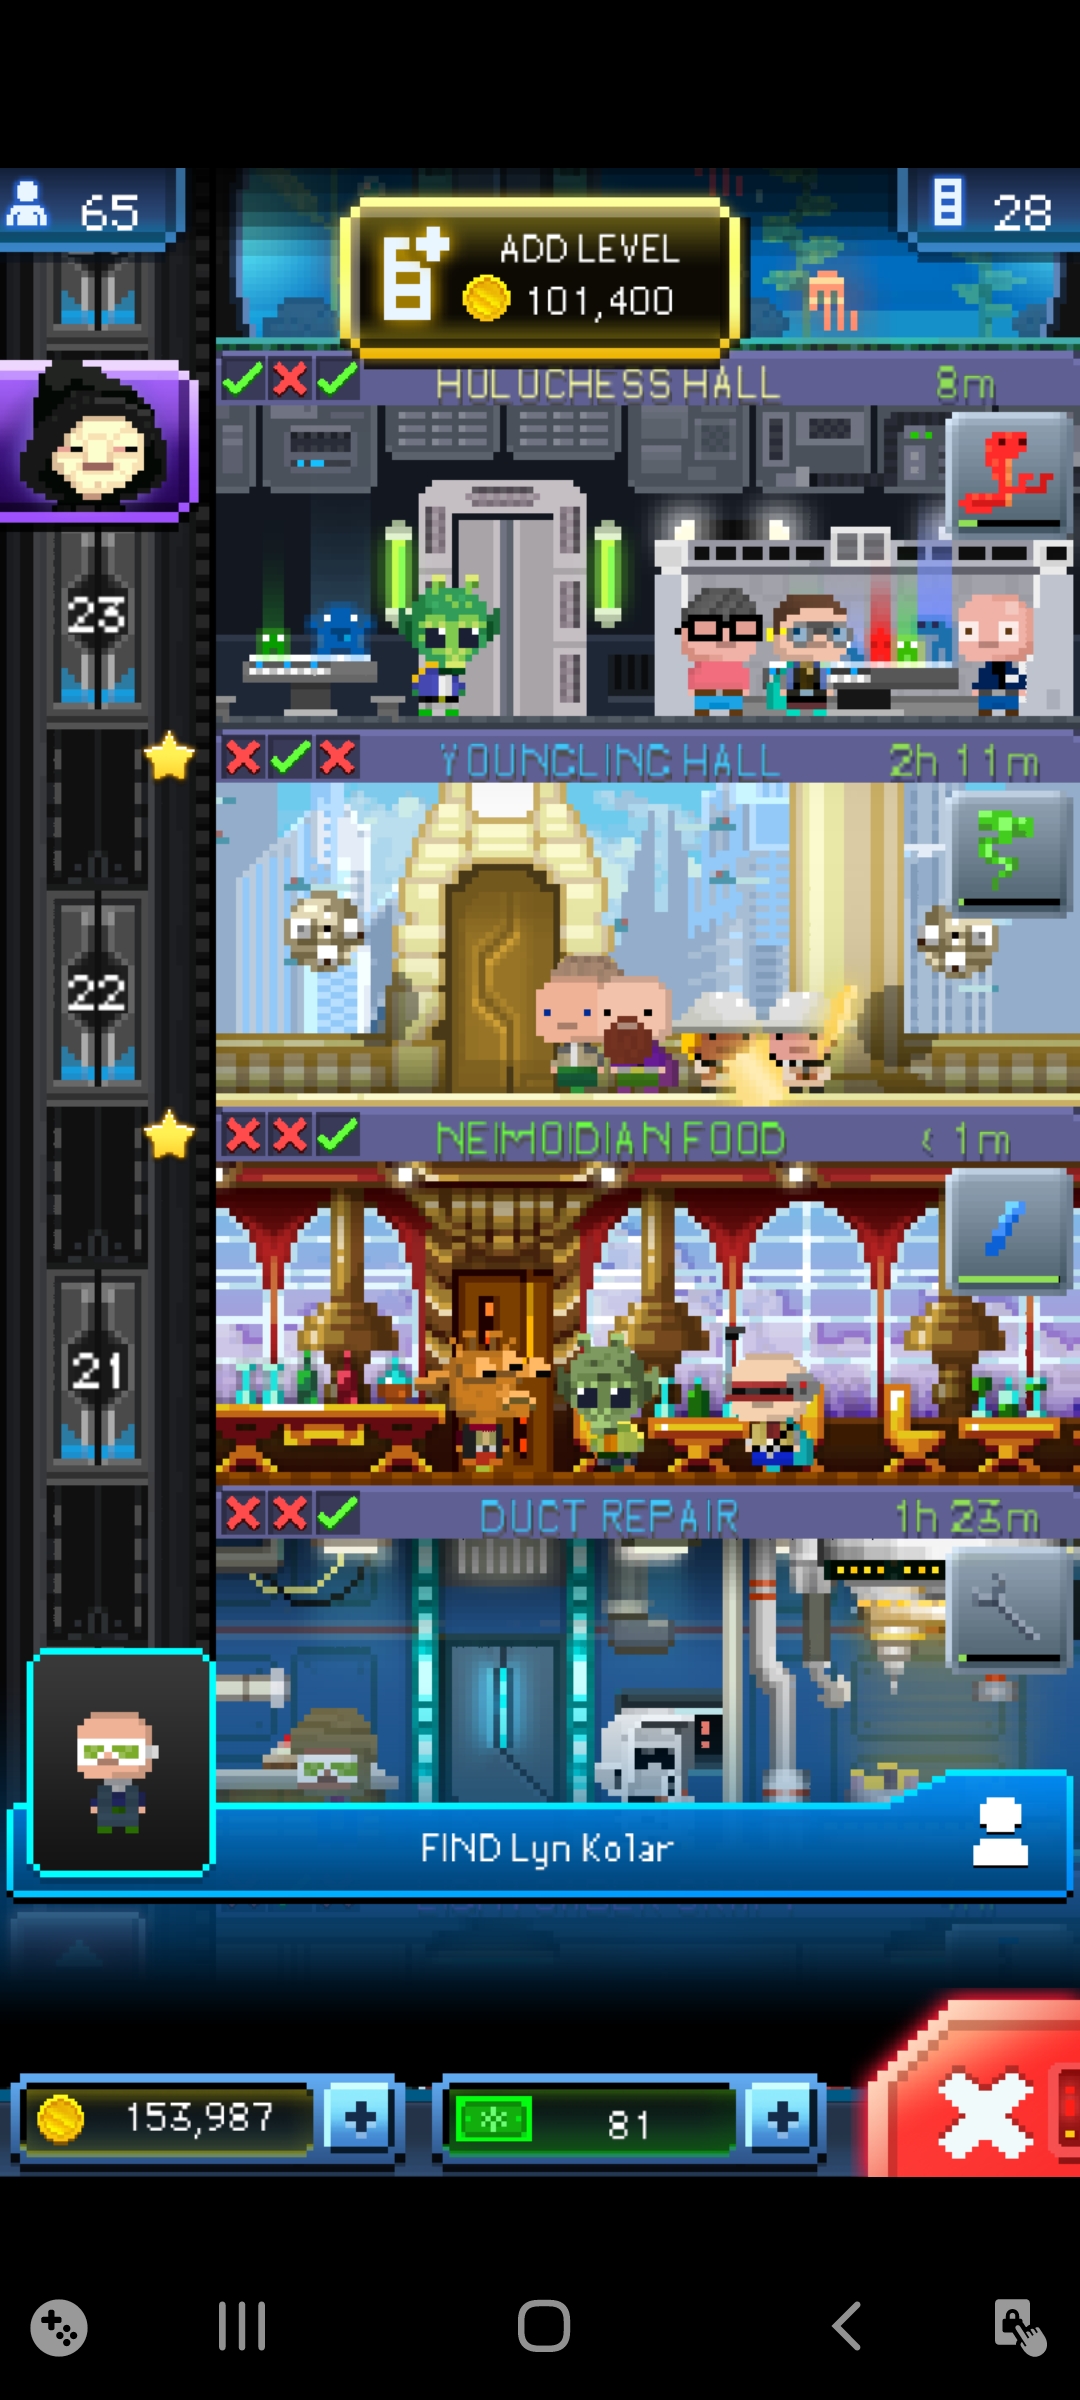 65
28
ADD LEVEL
101,400
HOLOCHESS HALL 8m
23
YOUNGLING HALL 2h 11m
22
NEIMOIDIAN FOOD < 1m
21
DUCT REPAIR 1h 23m
FIND Lyn Kolar
153,987
81